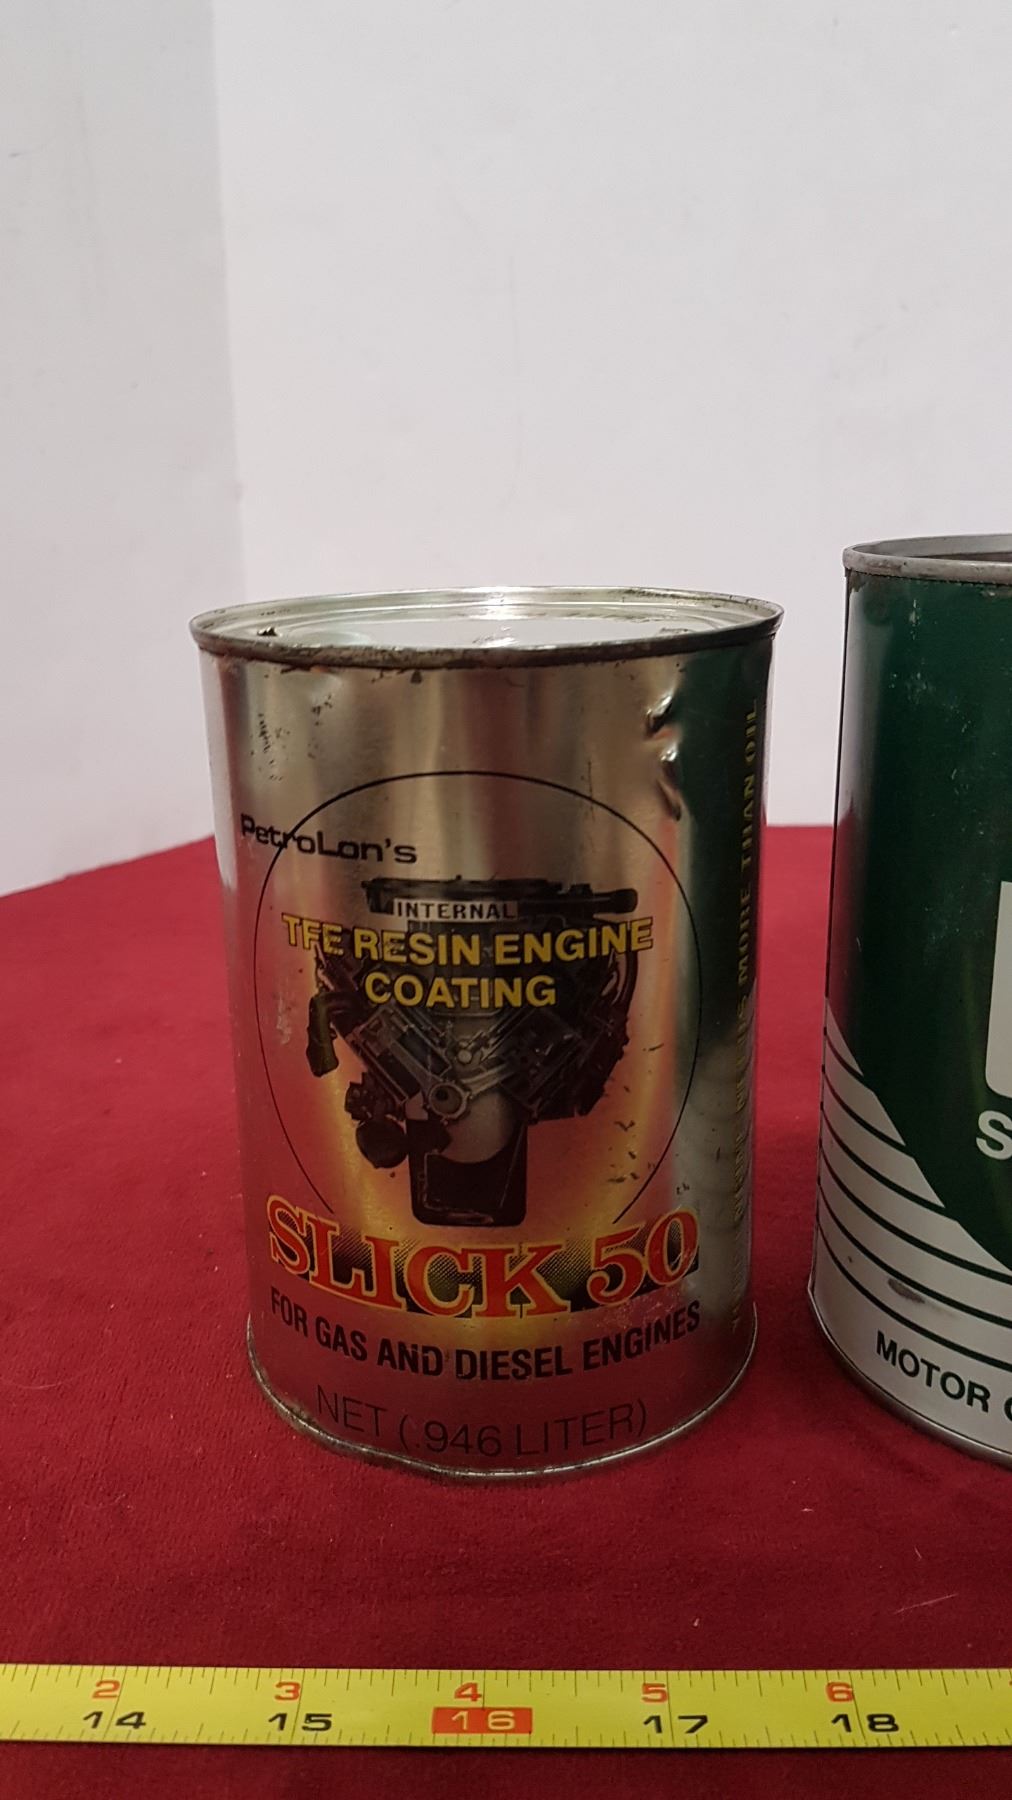 PetroLon's
INTERNAL
TFE RESIN ENGINE
COATING
SLICK 50
FOR GAS AND DIESEL ENGINES
NET (.946 LITER)
MORE THAN OIL
S
MOTOR
2 3 4 5 6
14 15 16 17 18